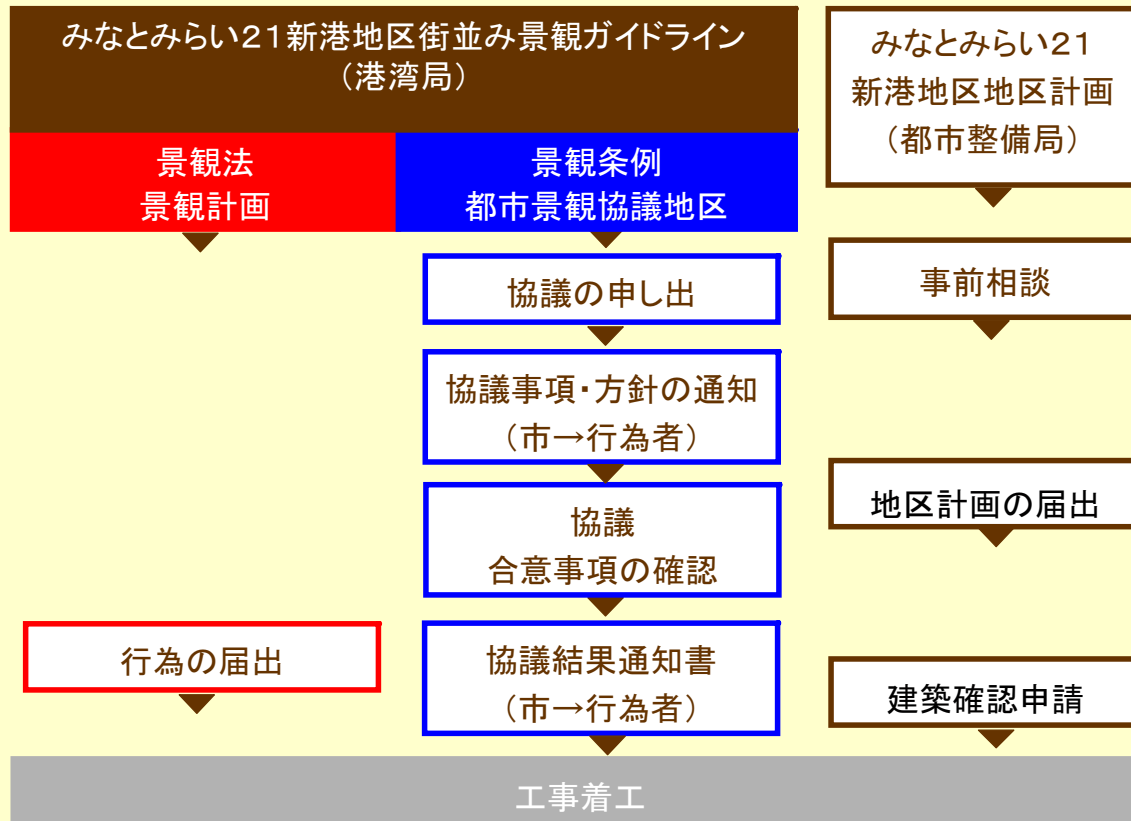 みなとみらい21新港地区街並み景観ガイドライン
(港湾局)
景観法
景観計画
行為の届出
景観条例
都市景観協議地区
協議の申し出
協議事項・方針の通知
(市→行為者)
協議
合意事項の確認
協議結果通知書
(市→行為者)
みなとみらい21
新港地区地区計画
(都市整備局)
事前相談
地区計画の届出
建築確認申請
工事着工